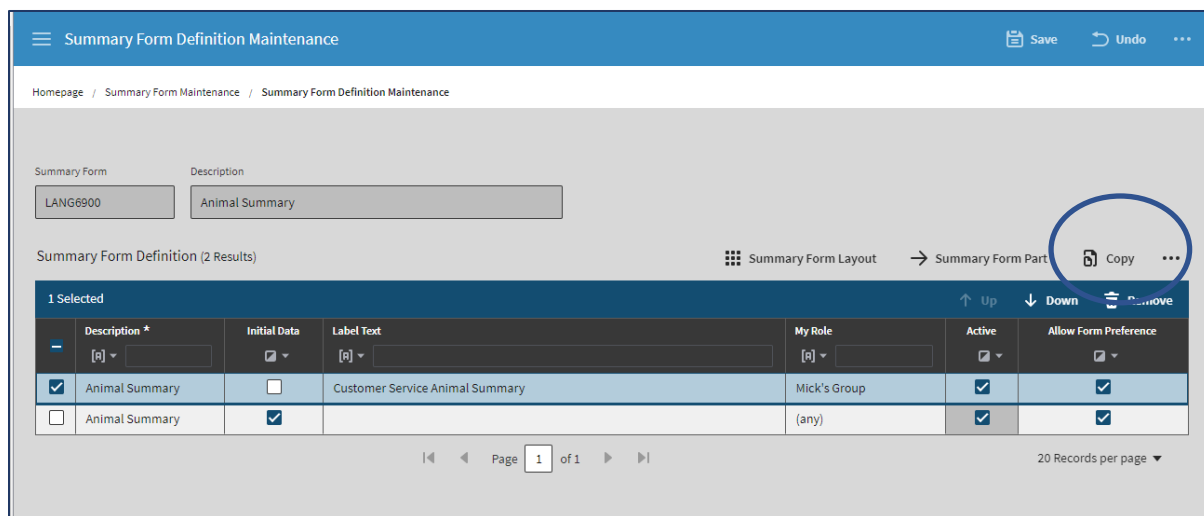 Summary Form Definition Maintenance Save Undo ...
Homepage / Summary Form Maintenance / Summary Form Definition Maintenance
Summary Form Description
LANG6900 Animal Summary
Summary Form Definition (2 Results) Summary Form Layout Summary Form Part Copy ...
1 Selected Up Down Remove
Description * Initial Data Label Text My Role Active Allow Form Preference
[A] [A] [A]
Animal Summary Customer Service Animal Summary Mick's Group
Animal Summary (any)
Page 1 of 1 20 Records per page